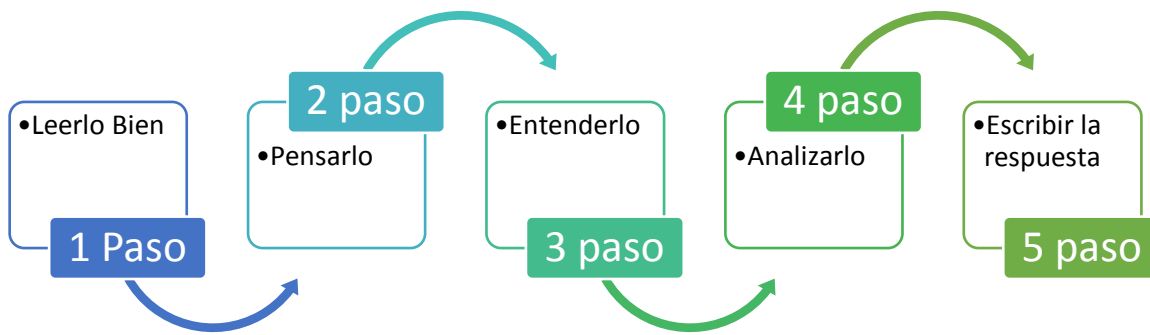 •Leerlo Bien
1 Paso
2 paso
•Pensarlo
•Entenderlo
3 paso
4 paso
•Analizarlo
•Escribir la
respuesta
5 paso